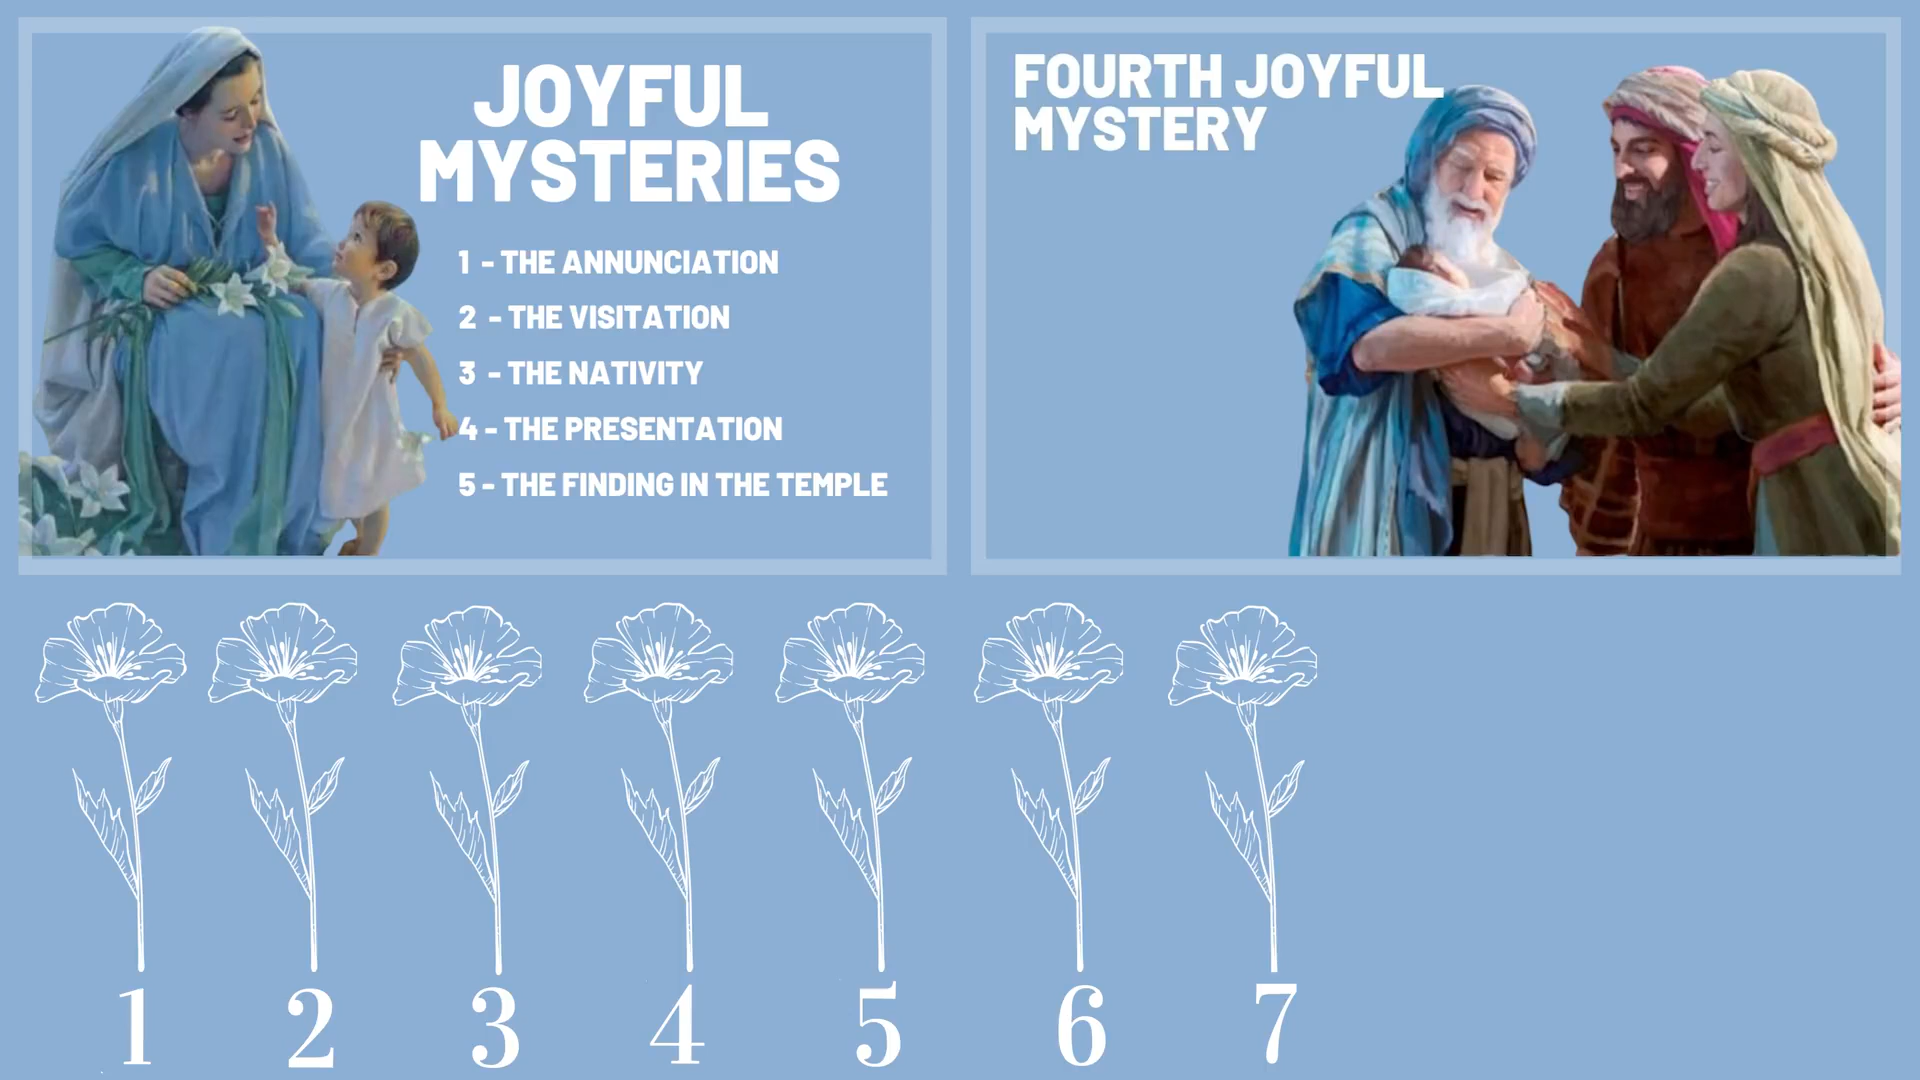 JOYFUL
MYSTERIES
1 - THE ANNUNCIATION
2 - THE VISITATION
3 - THE NATIVITY
4 - THE PRESENTATION
5 - THE FINDING IN THE TEMPLE
FOURTH JOYFUL
MYSTERY
1 2 3 4 5 6 7